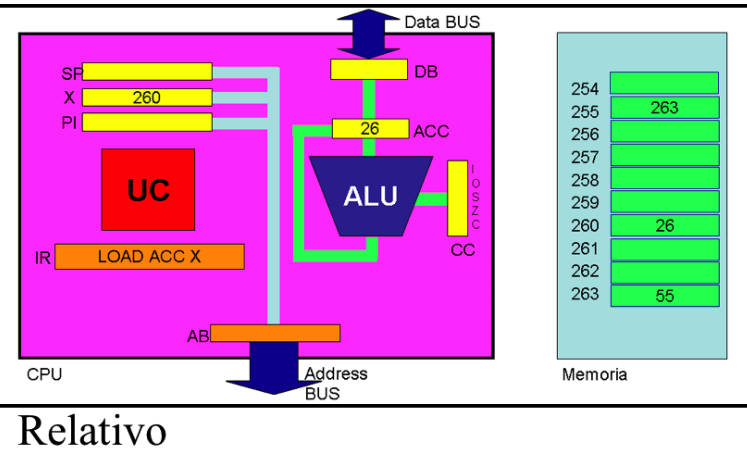 Data BUS
SP
DB
X 260
PI
26 ACC
UC
ALU
I
O
S
Z
C
CC
IR LOAD ACC X
AB
CPU
Address
BUS
254
255 263
256
257
258
259
260 26
261
262
263 55
Memoria
Relativo